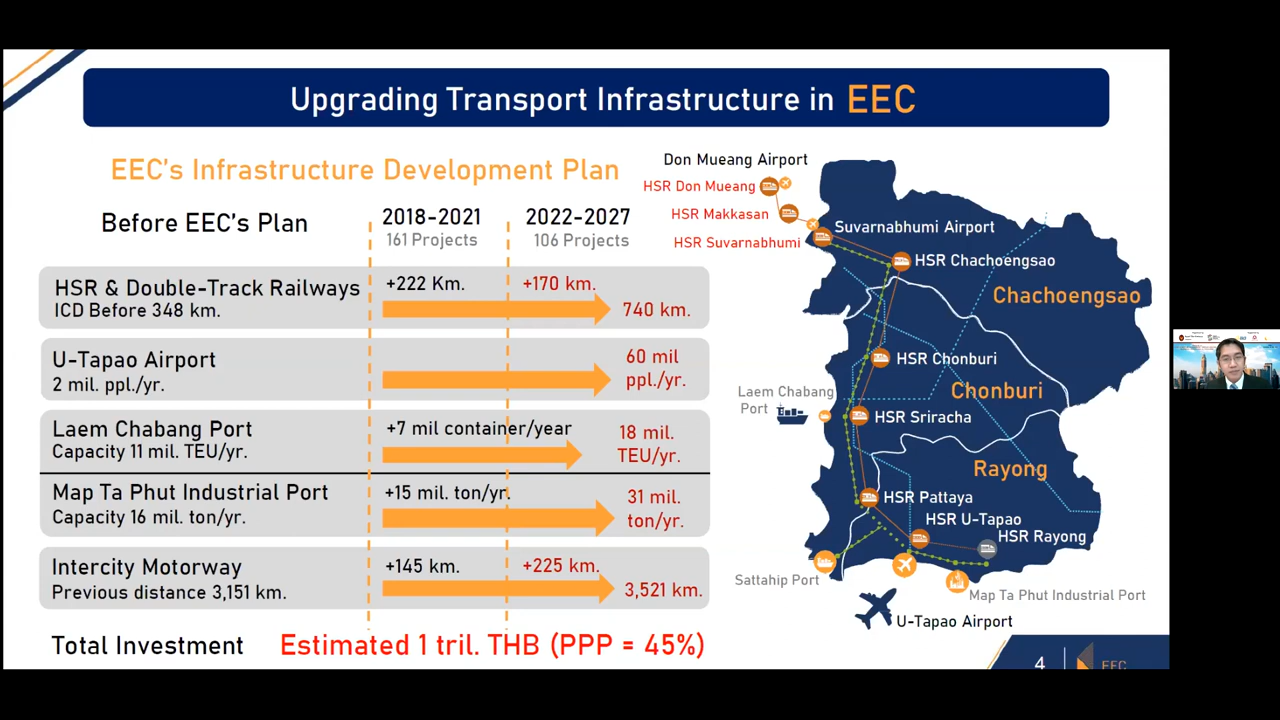 Upgrading Transport Infrastructure in EEC
EEC's Infrastructure Development Plan
Before EEC's Plan
2018-2021
161 Projects
2022-2027
106 Projects
HSR & Double-Track Railways
ICD Before 348 km.
+222 Km.
+170 km.
740 km.
U-Tapao Airport
2 mil. ppl./yr.
60 mil
ppl./yr.
Laem Chabang Port
Capacity 11 mil. TEU/yr.
+7 mil container/year
18 mil.
TEU/yr.
Map Ta Phut Industrial Port
Capacity 16 mil. ton/yr.
+15 mil. ton/yr.
31 mil.
ton/yr.
Intercity Motorway
Previous distance 3,151 km.
+145 km.
+225 km.
3,521 km.
Total Investment
Estimated 1 tril. THB (PPP = 45%)
Don Mueang Airport
HSR Don Mueang
HSR Makkasan
HSR Suvarnabhumi
Suvarnabhumi Airport
HSR Chachoengsao
Chachoengsao
HSR Chonburi
Chonburi
Laem Chabang
Port
HSR Sriracha
Rayong
HSR Pattaya
HSR U-Tapao
HSR Rayong
Sattahip Port
Map Ta Phut Industrial Port
U-Tapao Airport
4
EEC